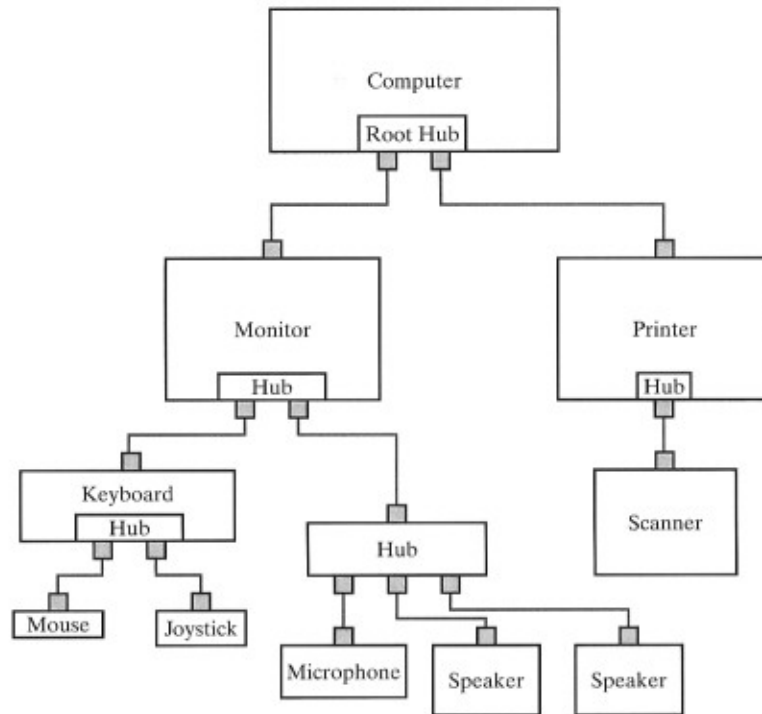 Computer
Root Hub
Monitor
Printer
Hub
Hub
Keyboard
Hub
Scanner
Hub
Mouse
Joystick
Microphone
Speaker
Speaker